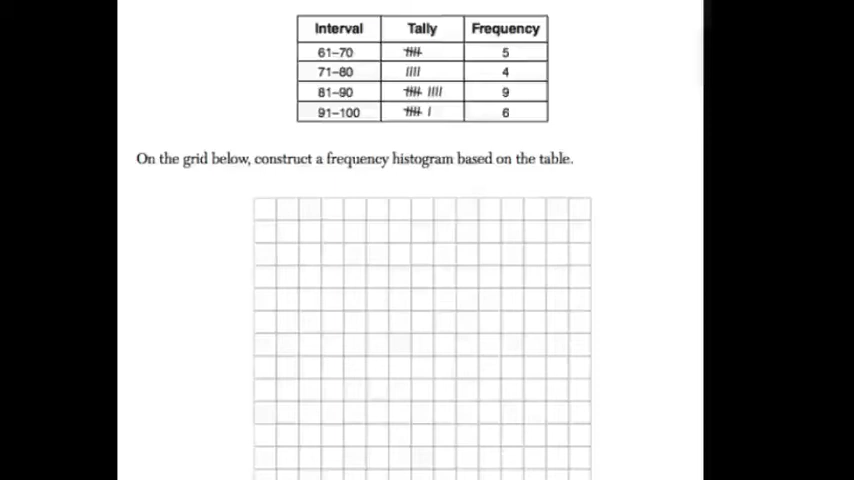 Interval Tally Frequency
61–70 5
71–80 4
81–90 9
91–100 6
On the grid below, construct a frequency histogram based on the table.